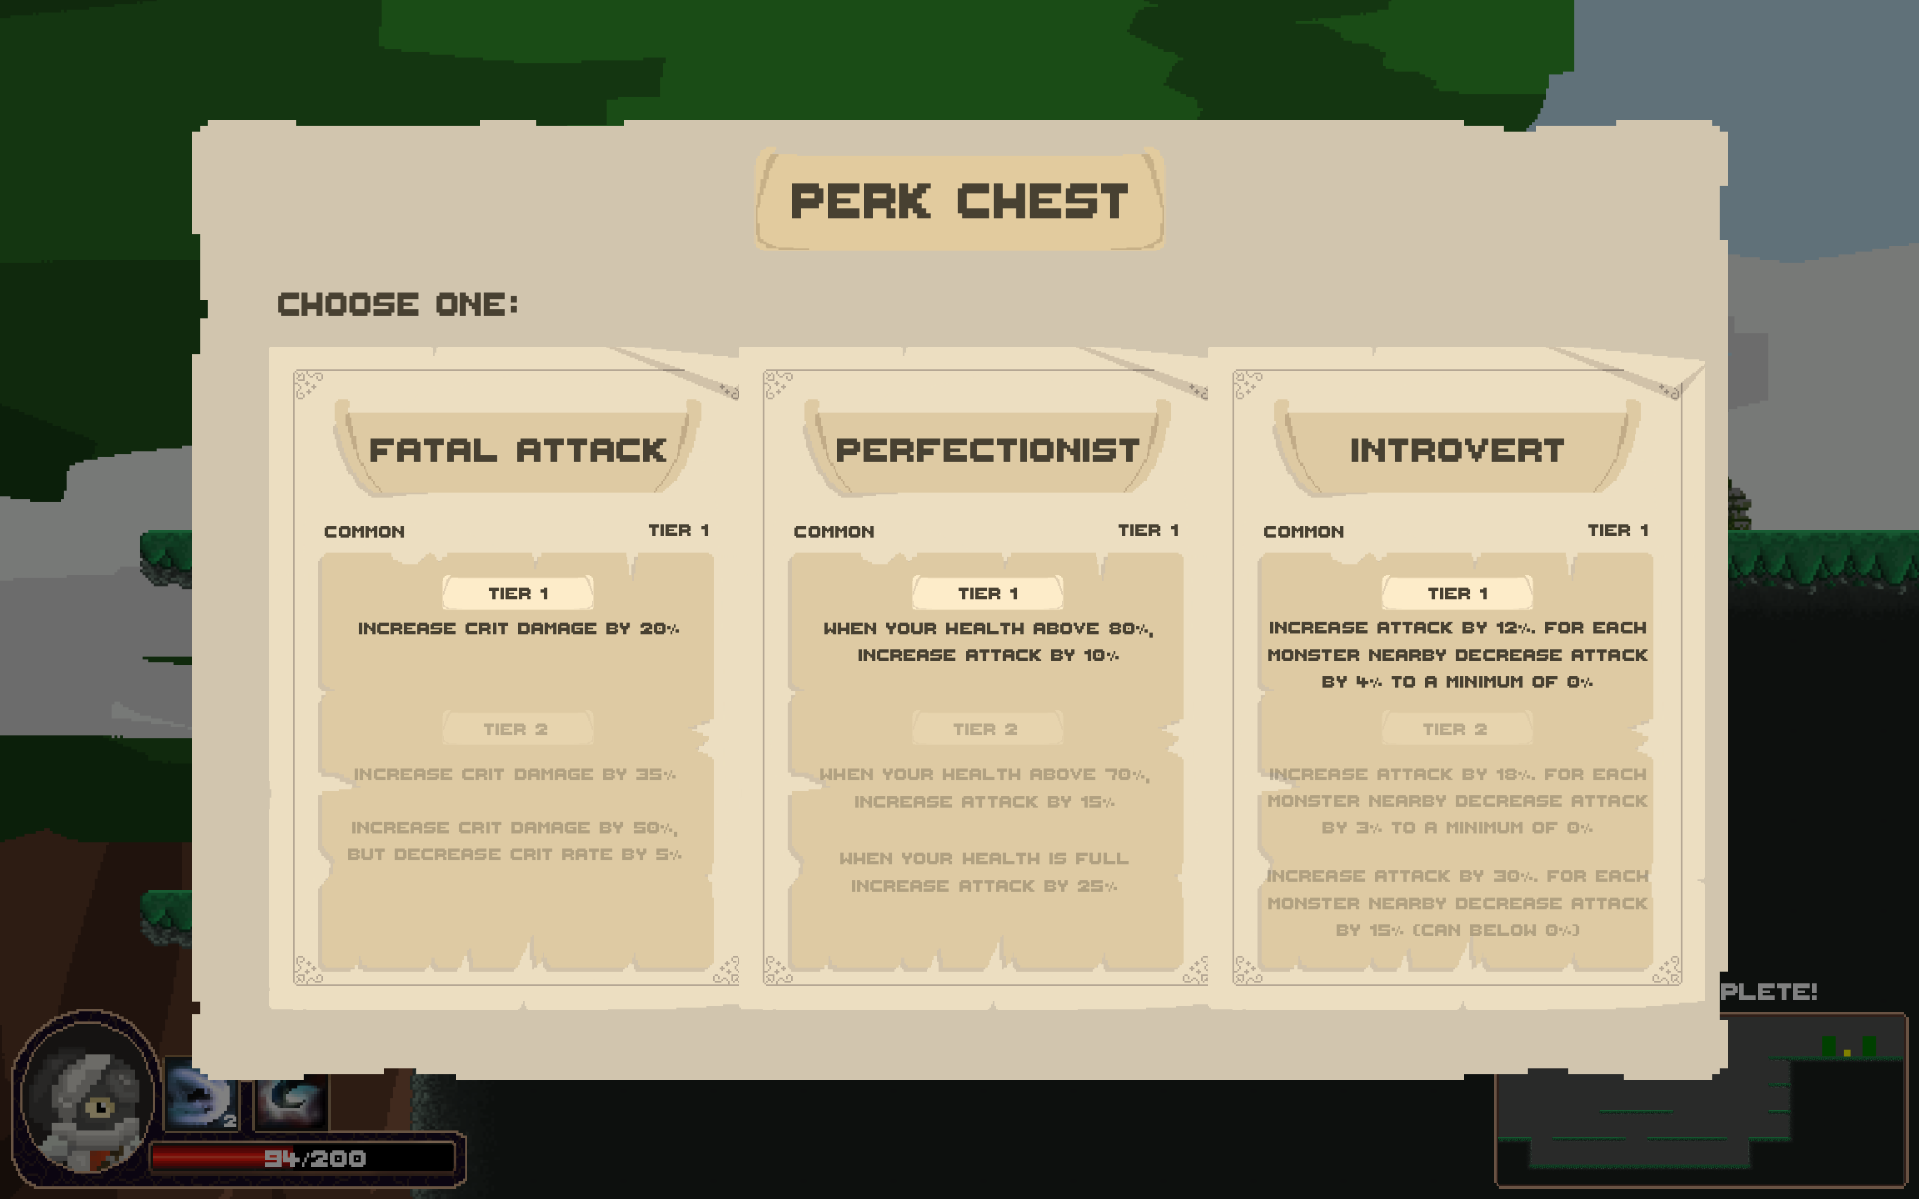 PERK CHEST
CHOOSE ONE:
FATAL ATTACK
COMMON TIER 1
TIER 1
INCREASE CRIT DAMAGE BY 20%
TIER 2
INCREASE CRIT DAMAGE BY 35%
INCREASE CRIT DAMAGE BY 50%,
BUT DECREASE CRIT RATE BY 5%
PERFECTIONIST
COMMON TIER 1
TIER 1
WHEN YOUR HEALTH ABOVE 80%,
INCREASE ATTACK BY 10%
TIER 2
WHEN YOUR HEALTH ABOVE 70%,
INCREASE ATTACK BY 15%
WHEN YOUR HEALTH IS FULL
INCREASE ATTACK BY 25%
INTROVERT
COMMON TIER 1
TIER 1
INCREASE ATTACK BY 12%. FOR EACH
MONSTER NEARBY DECREASE ATTACK
BY 4% TO A MINIMUM OF 0%
TIER 2
INCREASE ATTACK BY 18%. FOR EACH
MONSTER NEARBY DECREASE ATTACK
BY 3% TO A MINIMUM OF 0%
INCREASE ATTACK BY 30%. FOR EACH
MONSTER NEARBY DECREASE ATTACK
BY 15% (CAN BELOW 0%)
PLETE!
2
94/200